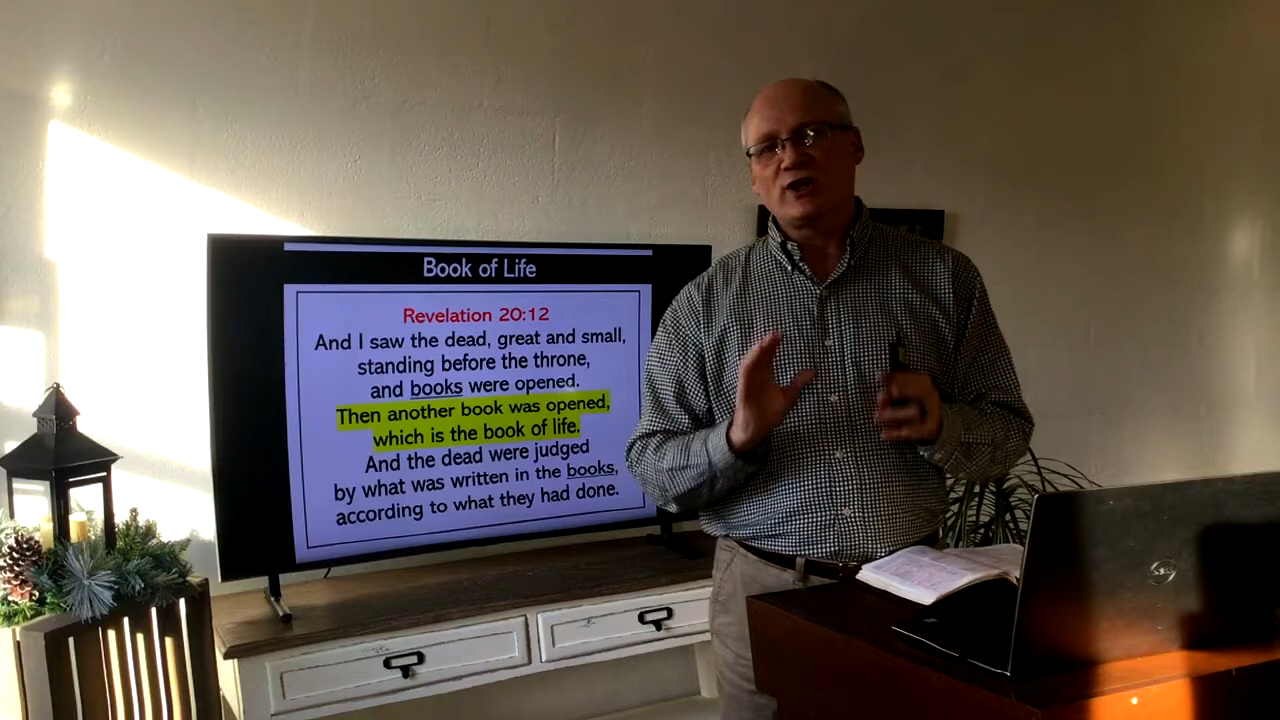 Book of Life
Revelation 20:12
And I saw the dead, great and small,
standing before the throne,
and books were opened.
Then another book was opened,
which is the book of life.
And the dead were judged
by what was written in the books,
according to what they had done.